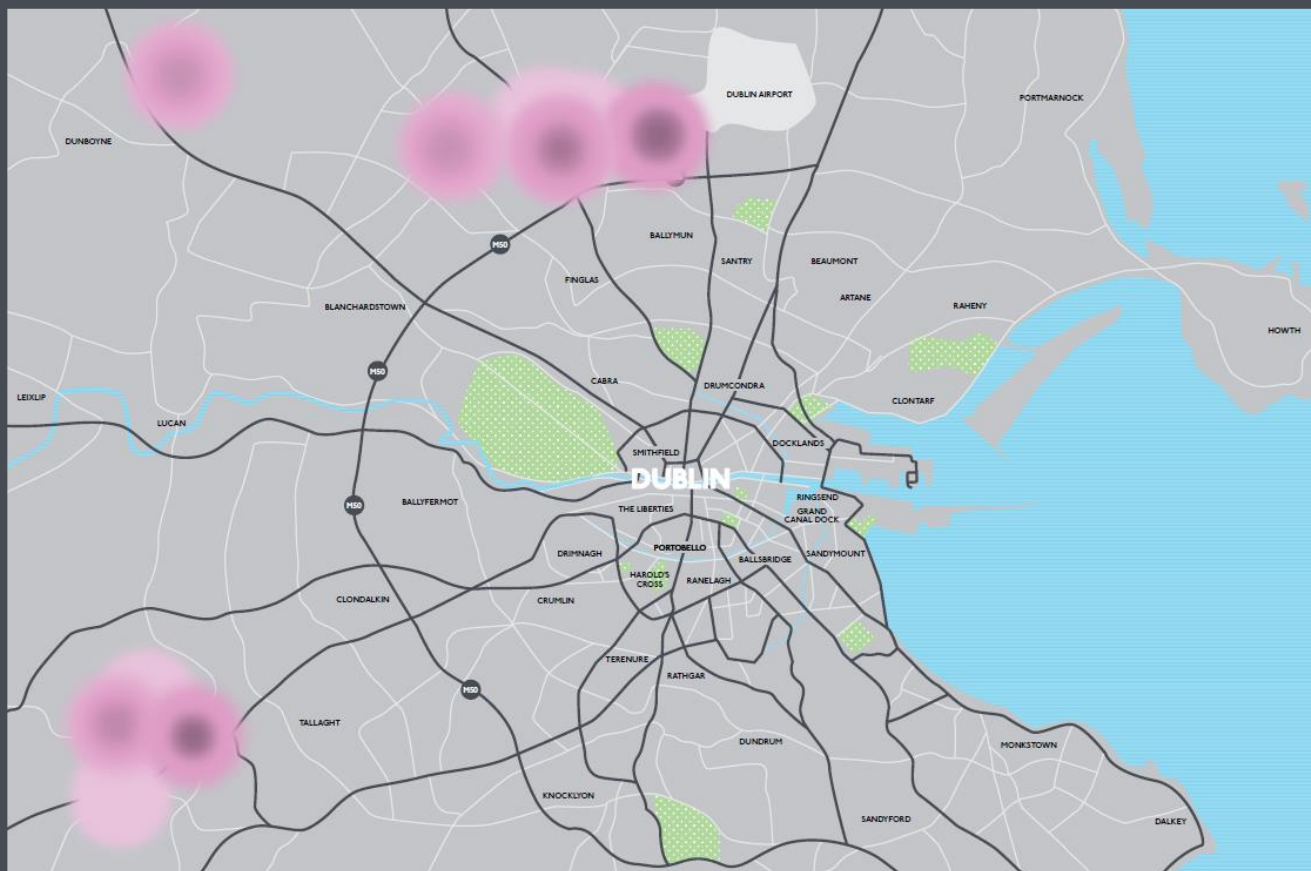 DUBLIN AIRPORT
PORTMARNOCK
DUNBOYNE
BALLYMUN
M50
SANTRY
BEAUMONT
FINGLAS
ARTANE
BLANCHARDSTOWN
RAHENY
HOWTH
M50
CABRA
DRUMCONDRA
LEIXLIP
CLONTARF
LUCAN
DOCKLANDS
SMITHFIELD
DUBLIN
RINGSEND
M50
BALLYFERMOT
THE LIBERTIES
GRAND
CANAL DOCK
PORTOBELLO
DRIMNAGH
SANDYMOUNT
BALLSBRIDGE
HAROLD'S
CROSS
RANELAGH
CLONDALKIN
CRUMLIN
TERENURE
RATHGAR
M50
TALLAGHT
DUNDRUM
MONKSTOWN
KNOCKLYON
SANDYFORD
DALKEY